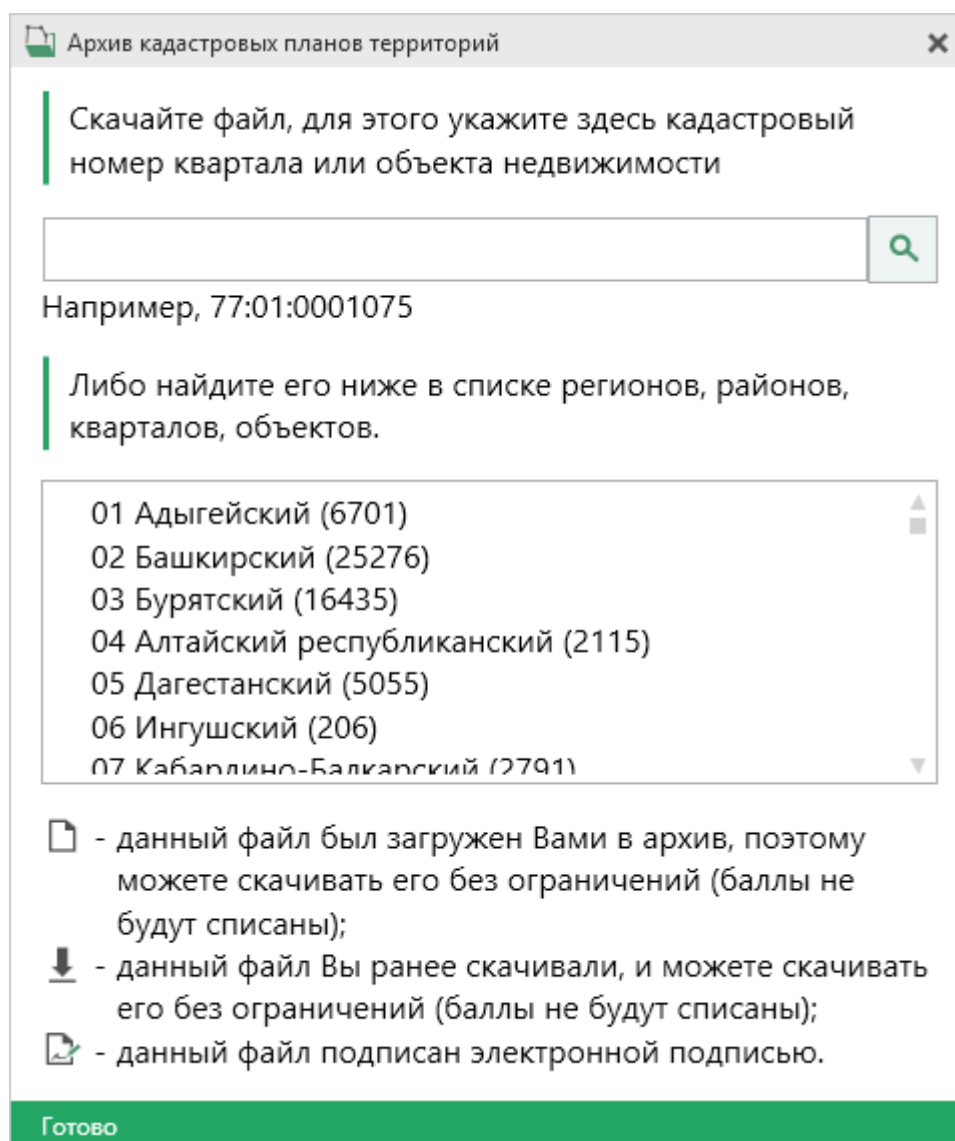 Архив кадастровых планов территорий
Скачайте файл, для этого укажите здесь кадастровый
номер квартала или объекта недвижимости
Например, 77:01:0001075
Либо найдите его ниже в списке регионов, районов,
кварталов, объектов.
01 Адыгейский (6701)
02 Башкирский (25276)
03 Бурятский (16435)
04 Алтайский республиканский (2115)
05 Дагестанский (5055)
06 Ингушский (206)
07 Кабардино-Балкарский (2791)
- данный файл был загружен Вами в архив, поэтому
можете скачивать его без ограничений (баллы не
будут списаны);
- данный файл Вы ранее скачивали, и можете скачивать
его без ограничений (баллы не будут списаны);
- данный файл подписан электронной подписью.
Готово